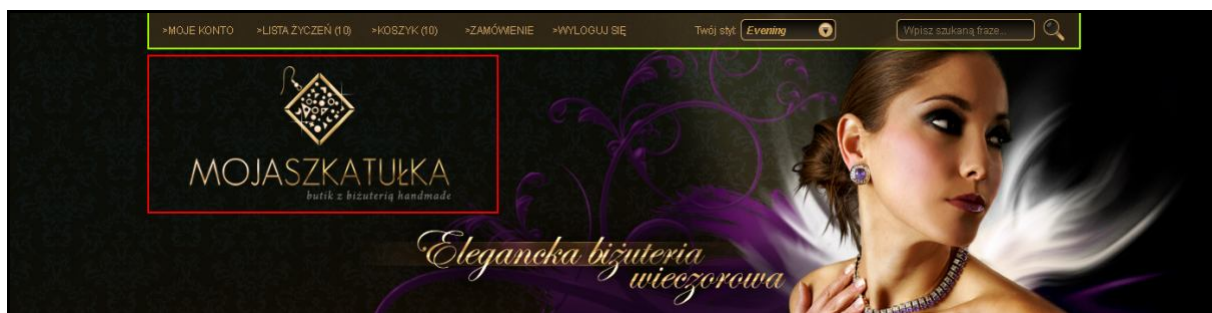 >MOJE KONTO >LISTA ŻYCZEŃ (10) >KOSZYK (10) >ZAMÓWIENIE >WYLOGUJ SIĘ Twój styl: Evening Wpisz szukaną fraze...
MOJASZKATUŁKA
butik z biżuterią handmade
Elegancka biżuteria
wieczorowa